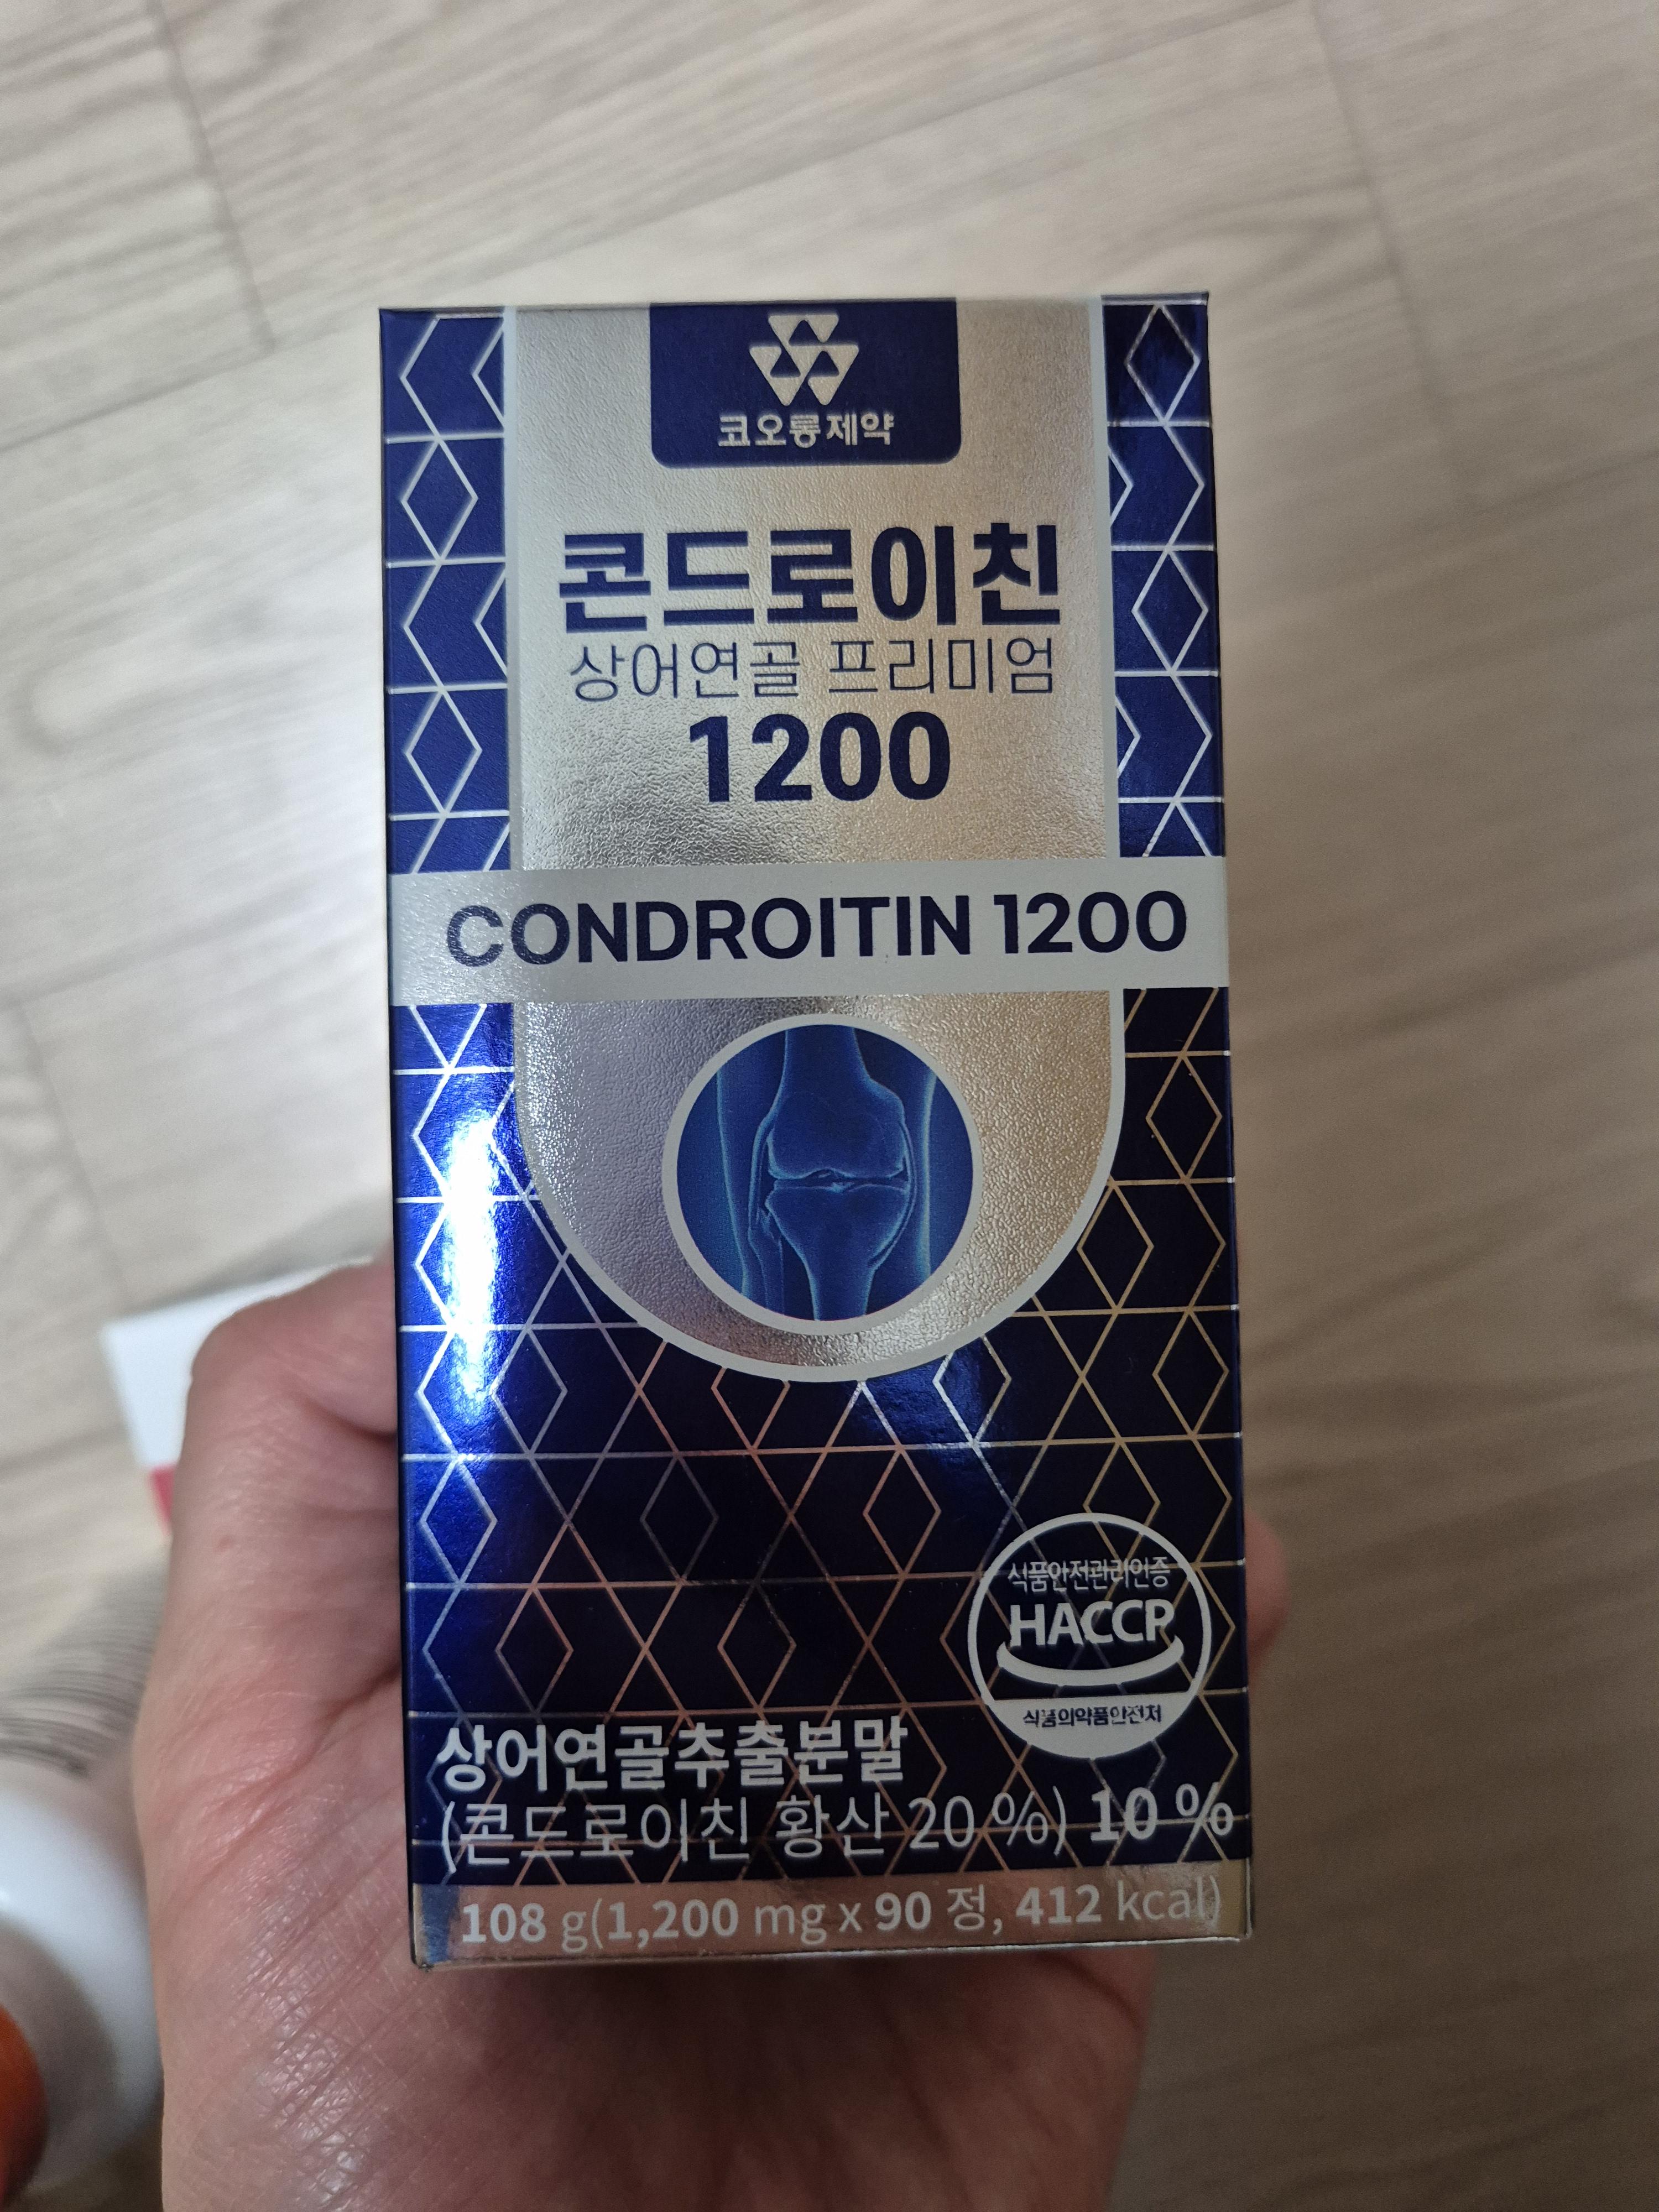 코오롱제약
콘드로이친
상어연골 프리미엄
1200
CONDROITIN 1200
식품안전관리인증
HACCP
식품의약품안전처
상어연골추출분말
(콘드로이친 황산 20 %) 10 %
108 g(1,200 mg x 90 정, 412 kcal)